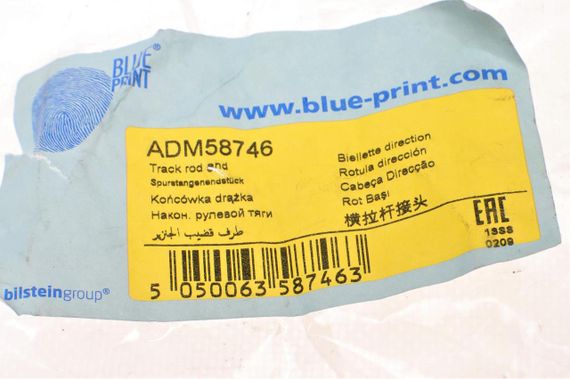 BLUE
PRINT®
www.blue-print.com
ADM58746
Track rod end
Spurstangenendstück
Końcówka drążka
Након. рулевой тяги
طرف قضيب الجنزير
Biellette direction
Rotula dirección
Cabeça Direcção
Rot Başı
横拉杆接头
EAC
13SS
0209
5 050063 587463
bilsteingroup®